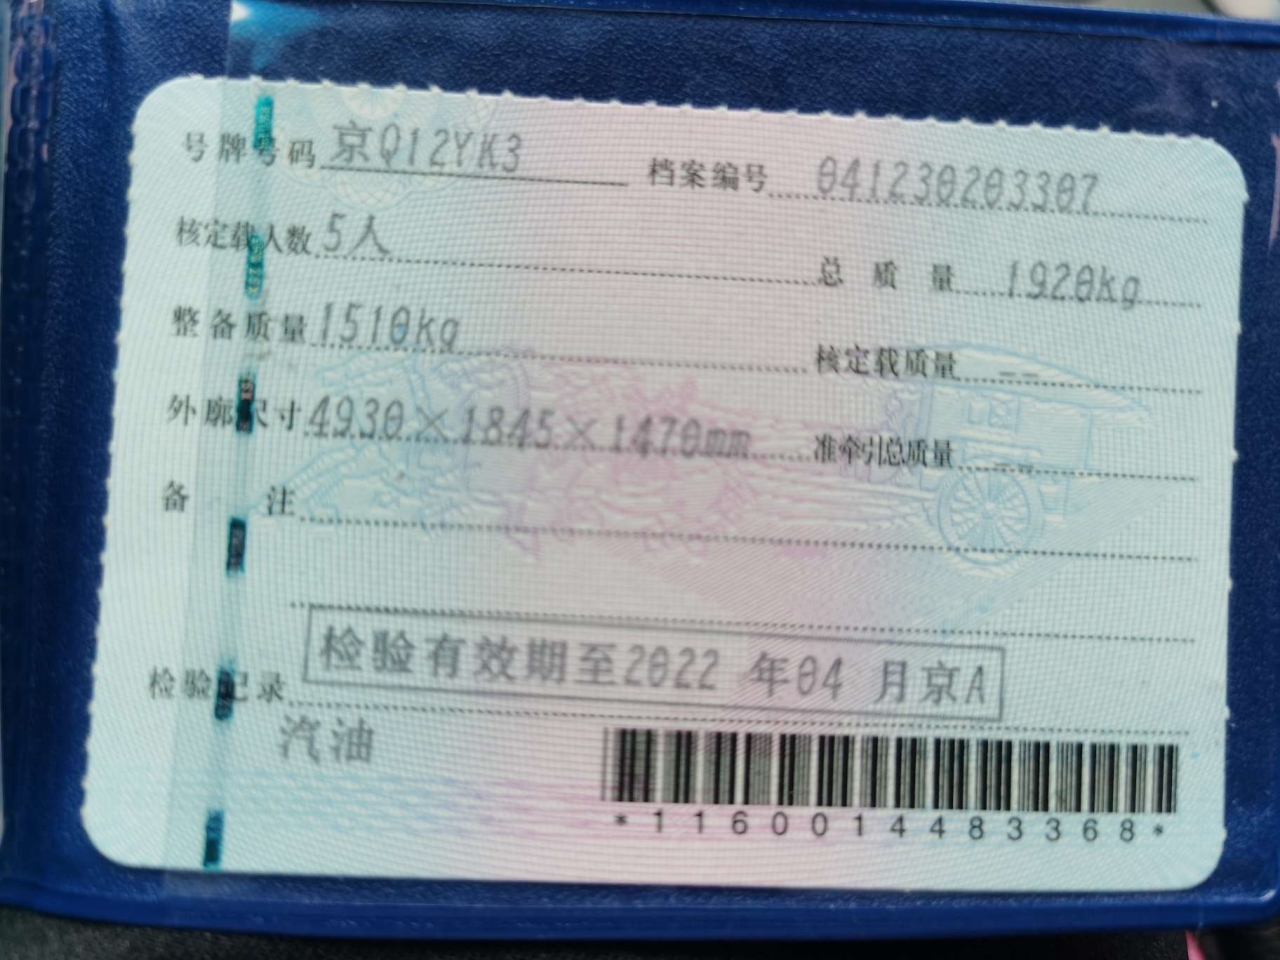 号牌号码 京Q12YK3 档案编号 041230203307
核定载人数 5人 总质量 1920kg
整备质量 1510kg 核定载质量 --
外廓尺寸 4930×1845×1470mm 准牵引总质量 --
备注
检验记录 检验有效期至2022年04月京A
汽油
*1160014483368*